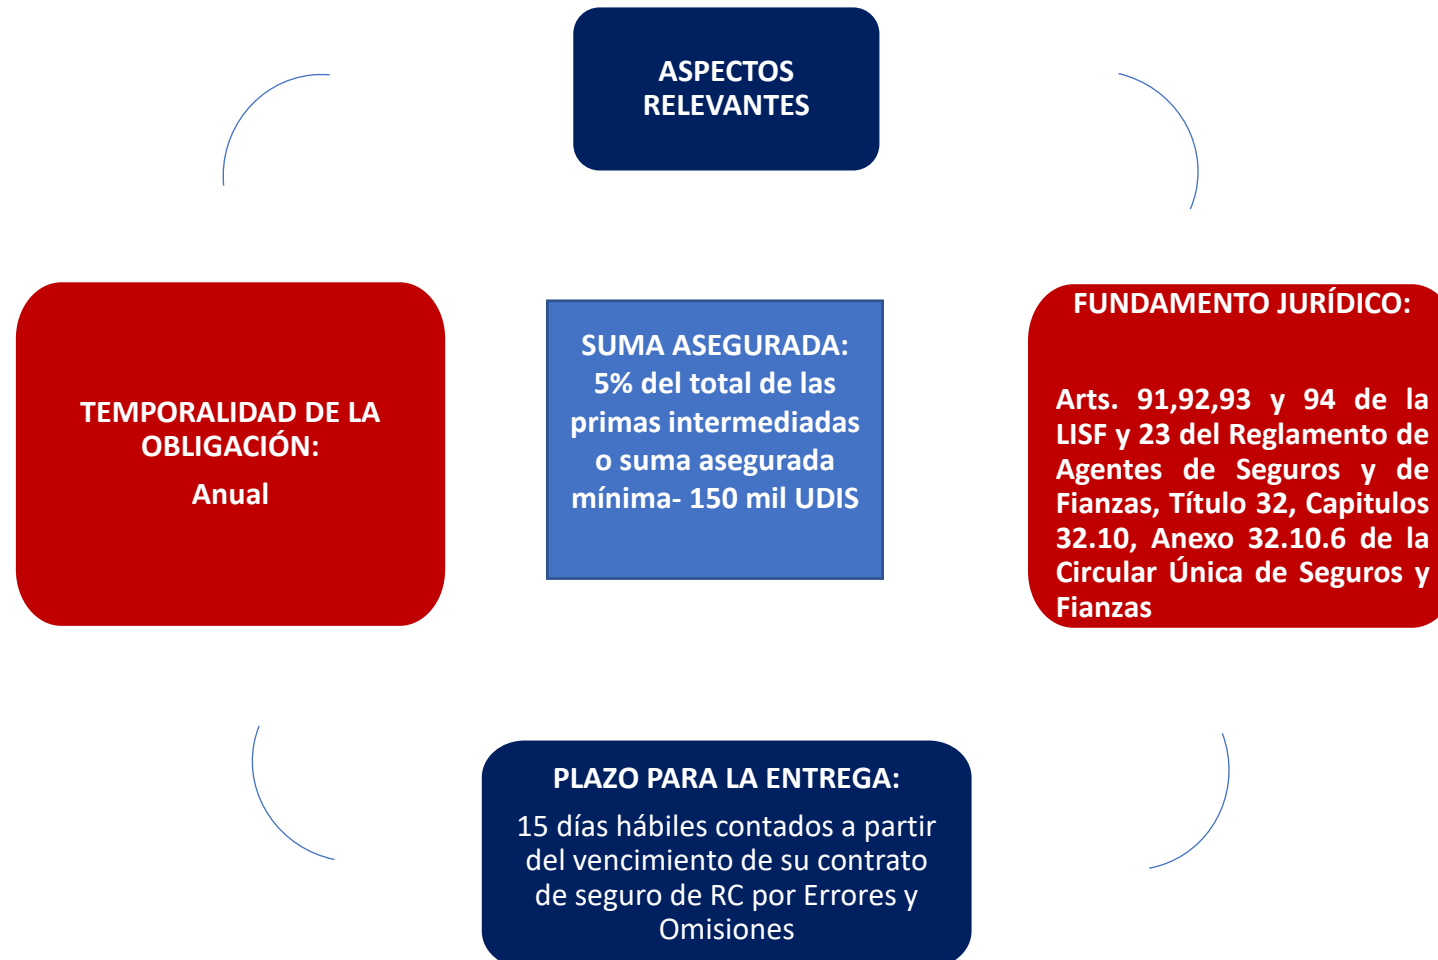 ASPECTOS
RELEVANTES
TEMPORALIDAD DE LA
OBLIGACIÓN:
Anual
SUMA ASEGURADA:
5% del total de las
primas intermediadas
o suma asegurada
mínima- 150 mil UDIS
FUNDAMENTO JURÍDICO:
Arts. 91,92,93 y 94 de la
LISF y 23 del Reglamento de
Agentes de Seguros y de
Fianzas, Título 32, Capitulos
32.10, Anexo 32.10.6 de la
Circular Única de Seguros y
Fianzas
PLAZO PARA LA ENTREGA:
15 días hábiles contados a partir
del vencimiento de su contrato
de seguro de RC por Errores y
Omisiones